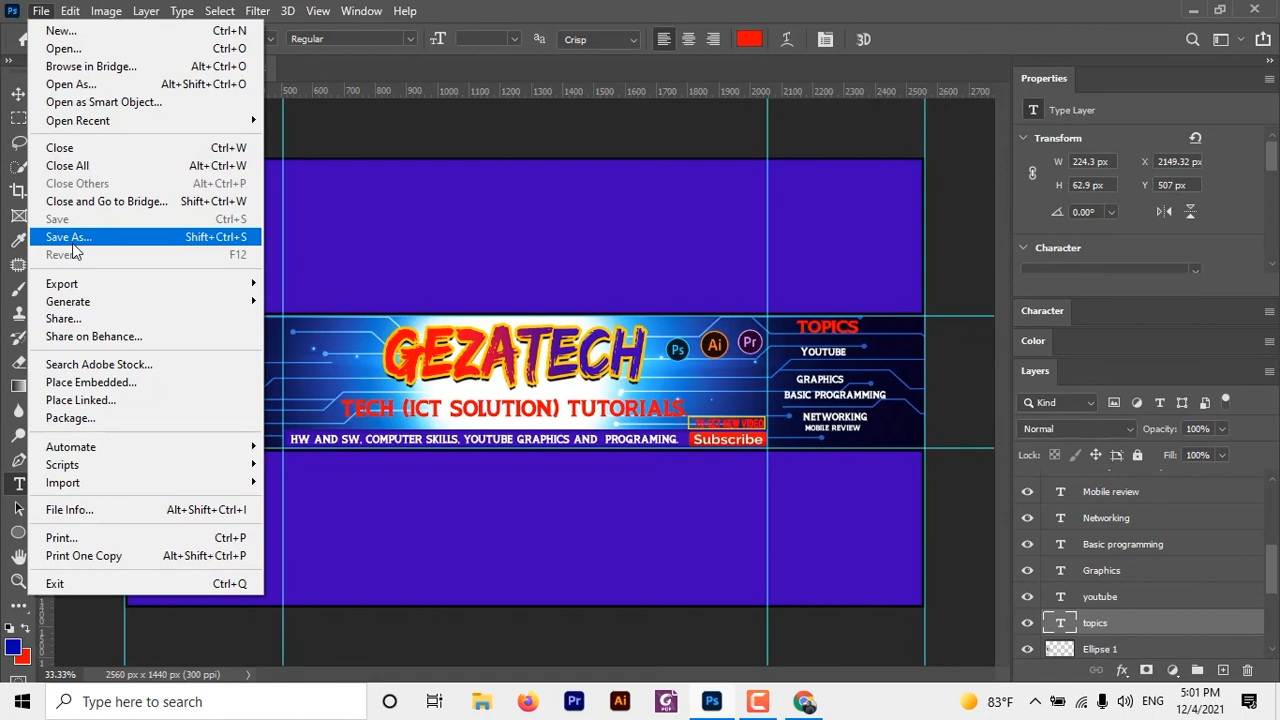 Ps File Edit Image Layer Type Select Filter 3D View Window Help
New... Ctrl+N
Open... Ctrl+O
Browse in Bridge... Alt+Ctrl+O
Open As... Alt+Shift+Ctrl+O
Open as Smart Object...
Open Recent
Close Ctrl+W
Close All Alt+Ctrl+W
Close Others Alt+Ctrl+P
Close and Go to Bridge... Shift+Ctrl+W
Save Ctrl+S
Save As... Shift+Ctrl+S
F12
Export
Generate
Share...
Share on Behance...
Search Adobe Stock...
Place Embedded...
Place Linked...
Package...
Automate
Scripts
Import
File Info... Alt+Shift+Ctrl+I
Print... Ctrl+P
Print One Copy Alt+Shift+Ctrl+P
Exit Ctrl+Q
Regular
Crisp
3D
500 600 700 800 900 1000 1100 1200 1300 1400 1500 1600 1700 1800 1900 2000 2100 2200 2300 2400 2500 2600 2700
GEZATECH
Ps Ai Pr
TECH (ICT SOLUTION) TUTORIALS.
NEW VIDEO
HW AND SW, COMPUTER SKILLS, YOUTUBE GRAPHICS AND PROGRAMING.
Subscribe
TOPICS
YOUTUBE
GRAPHICS
BASIC PROGRAMMING
NETWORKING
MOBILE REVIEW
33.33% 2560 px x 1440 px (300 ppi)
Properties
T Type Layer
Transform
W 224.3 px X 2149.32 px
H 62.9 px Y 507 px
0.00°
Character
Character
Color
Layers
Kind
Normal Opacity: 100%
Lock: Fill: 100%
T Mobile review
T Networking
T Basic programming
T Graphics
T youtube
T topics
Ellipse 1
Type here to search
Pr Ai PDF Ps
83°F ENG 5:01 PM
12/4/2021